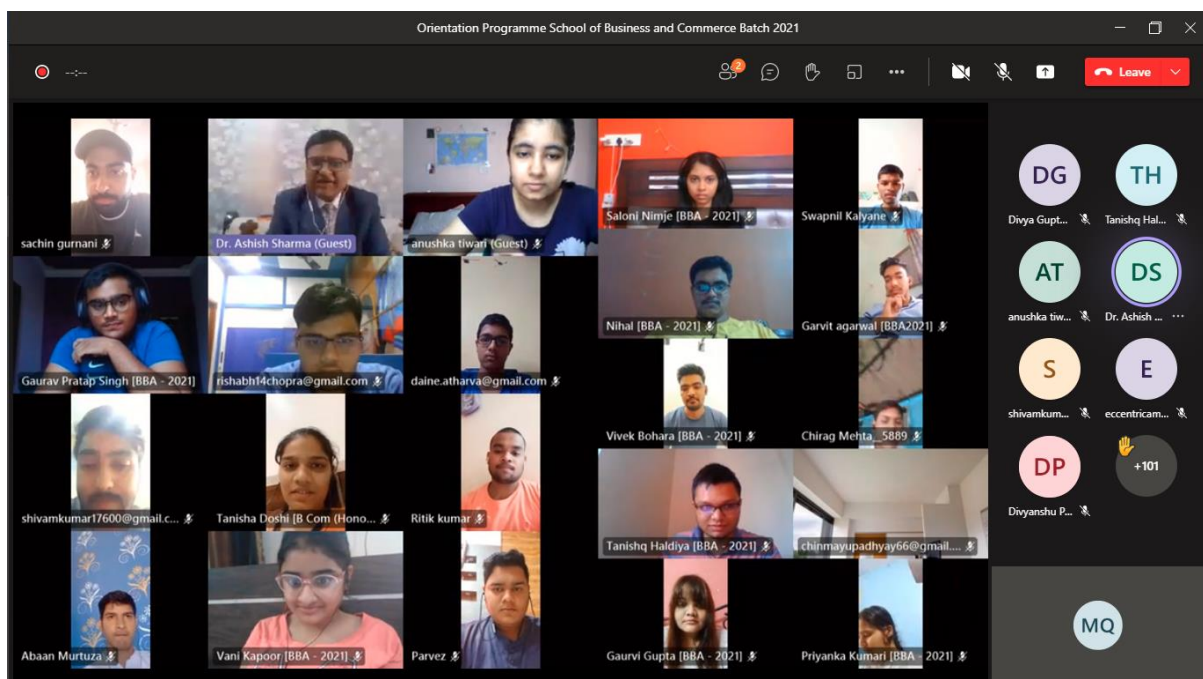 Orientation Programme School of Business and Commerce Batch 2021
--:--
2
Leave
sachin gurnani
Dr. Ashish Sharma (Guest)
anushka tiwari (Guest)
Saloni Nimje [BBA - 2021]
Swapnil Kalyane
Nihal [BBA - 2021]
Garvit agarwal [BBA2021]
Gaurav Pratap Singh [BBA - 2021]
rishabh14chopra@gmail.com
daine.atharva@gmail.com
Vivek Bohara [BBA - 2021]
Chirag Mehta_5889
shivamkumar17600@gmail.c...
Tanisha Doshi [B Com (Hono...
Ritik kumar
Tanishq Haldiya [BBA - 2021]
chinmayupadhyay66@gmail....
Abaan Murtuza
Vani Kapoor [BBA - 2021]
Parvez
Gaurvi Gupta [BBA - 2021]
Priyanka Kumari [BBA - 2021]
DG
TH
Divya Gupt...
Tanishq Hal...
AT
DS
anushka tiw...
Dr. Ashish ...
S
E
shivamkum...
eccentricam...
DP
+101
Divyanshu P...
MQ